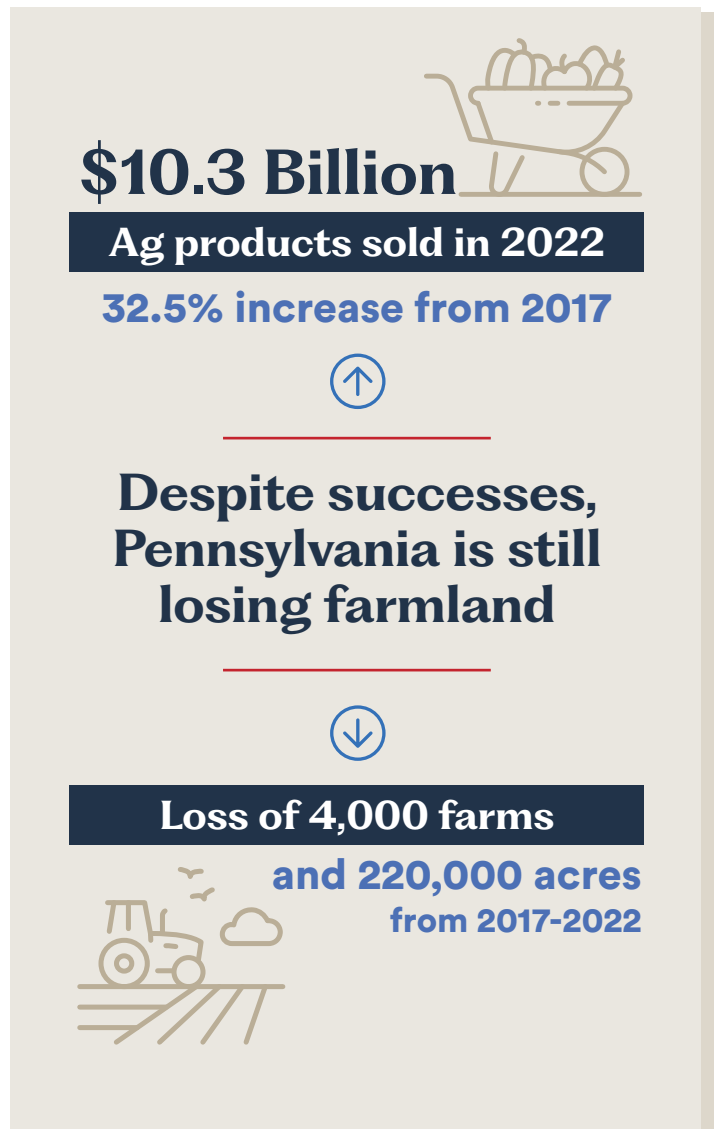 $10.3 Billion
Ag products sold in 2022
32.5% increase from 2017
Despite successes,
Pennsylvania is still
losing farmland
Loss of 4,000 farms
and 220,000 acres
from 2017-2022